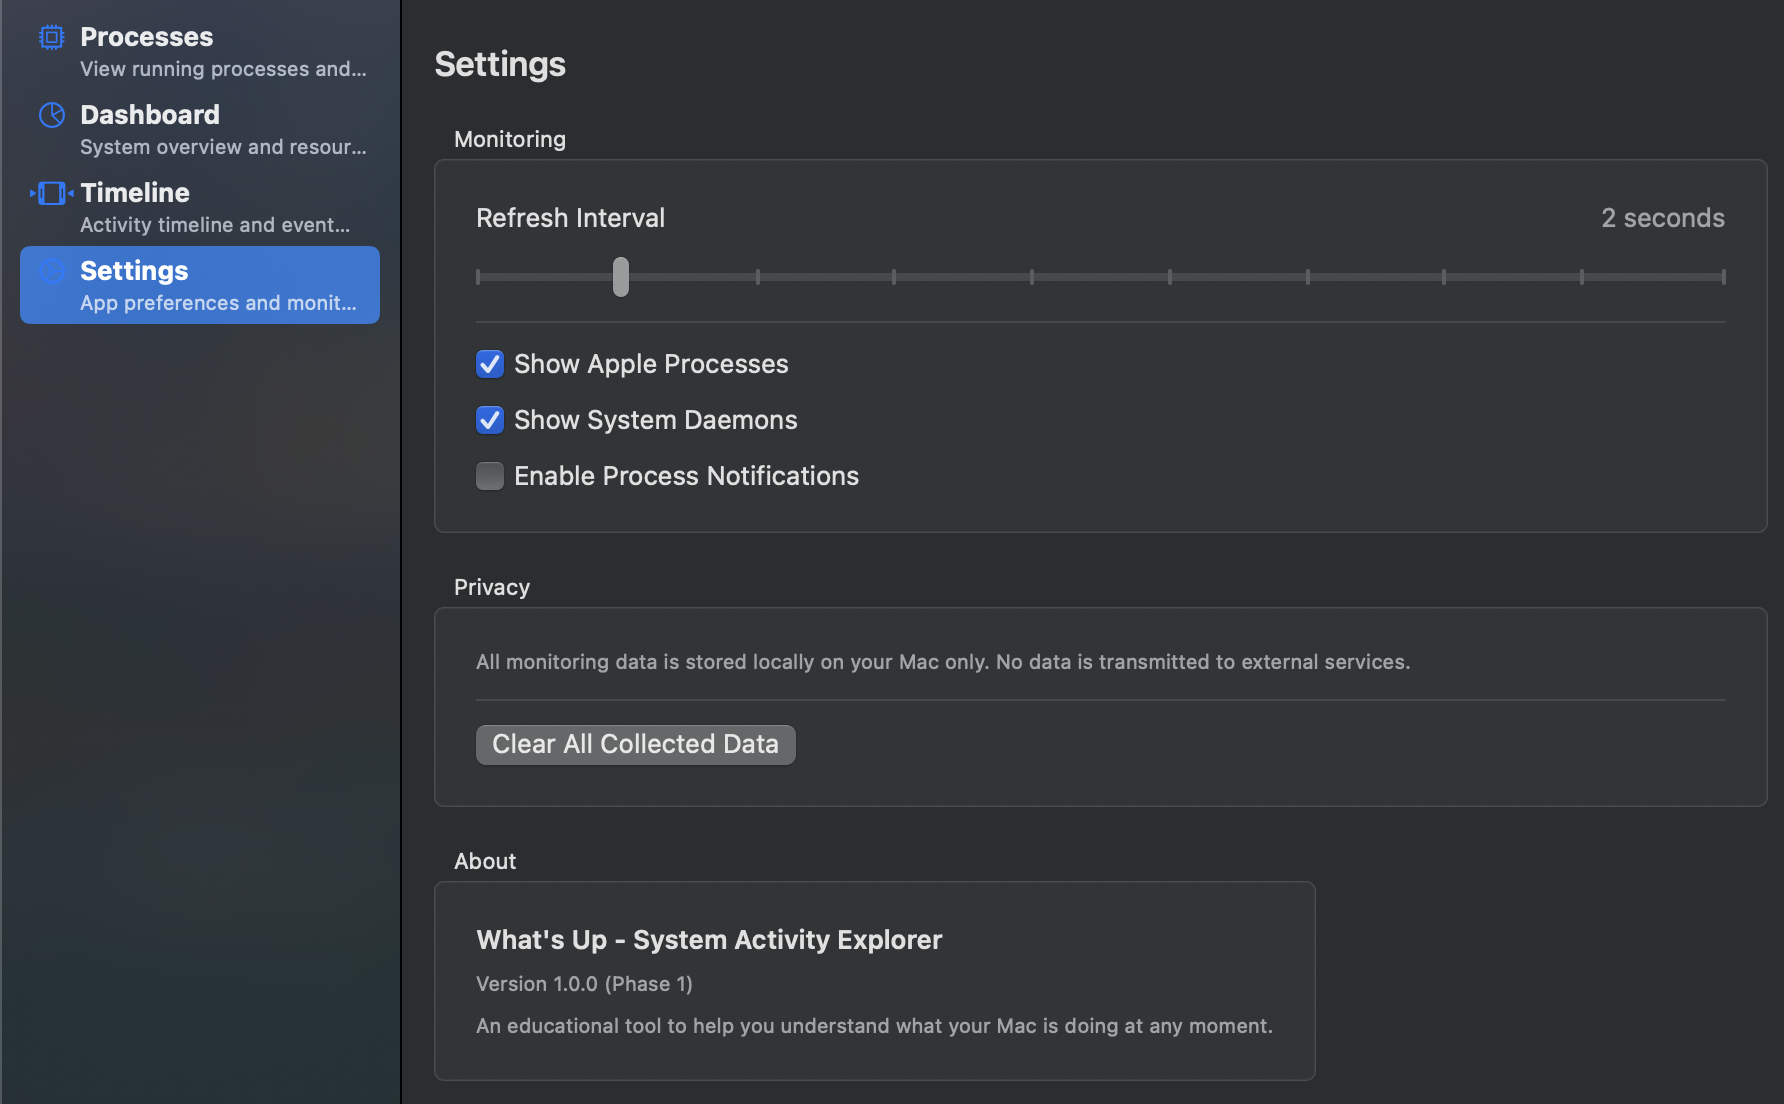 Processes
View running processes and...
Dashboard
System overview and resour...
Timeline
Activity timeline and event...
Settings
App preferences and monit...
Settings
Monitoring
Refresh Interval
2 seconds
Show Apple Processes
Show System Daemons
Enable Process Notifications
Privacy
All monitoring data is stored locally on your Mac only. No data is transmitted to external services.
Clear All Collected Data
About
What's Up - System Activity Explorer
Version 1.0.0 (Phase 1)
An educational tool to help you understand what your Mac is doing at any moment.